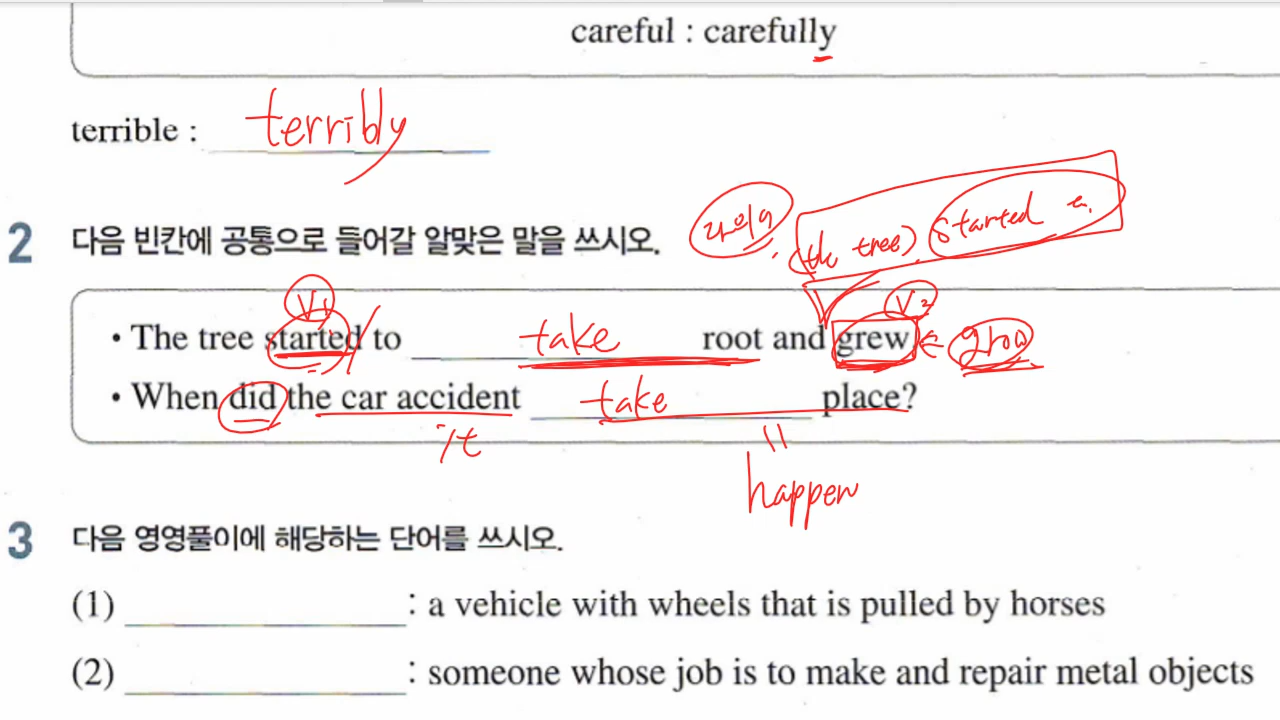 careful : carefully
terrible : terribly
(the tree) started
2 다음 빈칸에 공통으로 들어갈 알맞은 말을 쓰시오.
V1
V2
• The tree started to take root and grew ⇐ grow
• When did the car accident take place?
it
happen
3 다음 영영풀이에 해당하는 단어를 쓰시오.
(1) : a vehicle with wheels that is pulled by horses
(2) : someone whose job is to make and repair metal objects